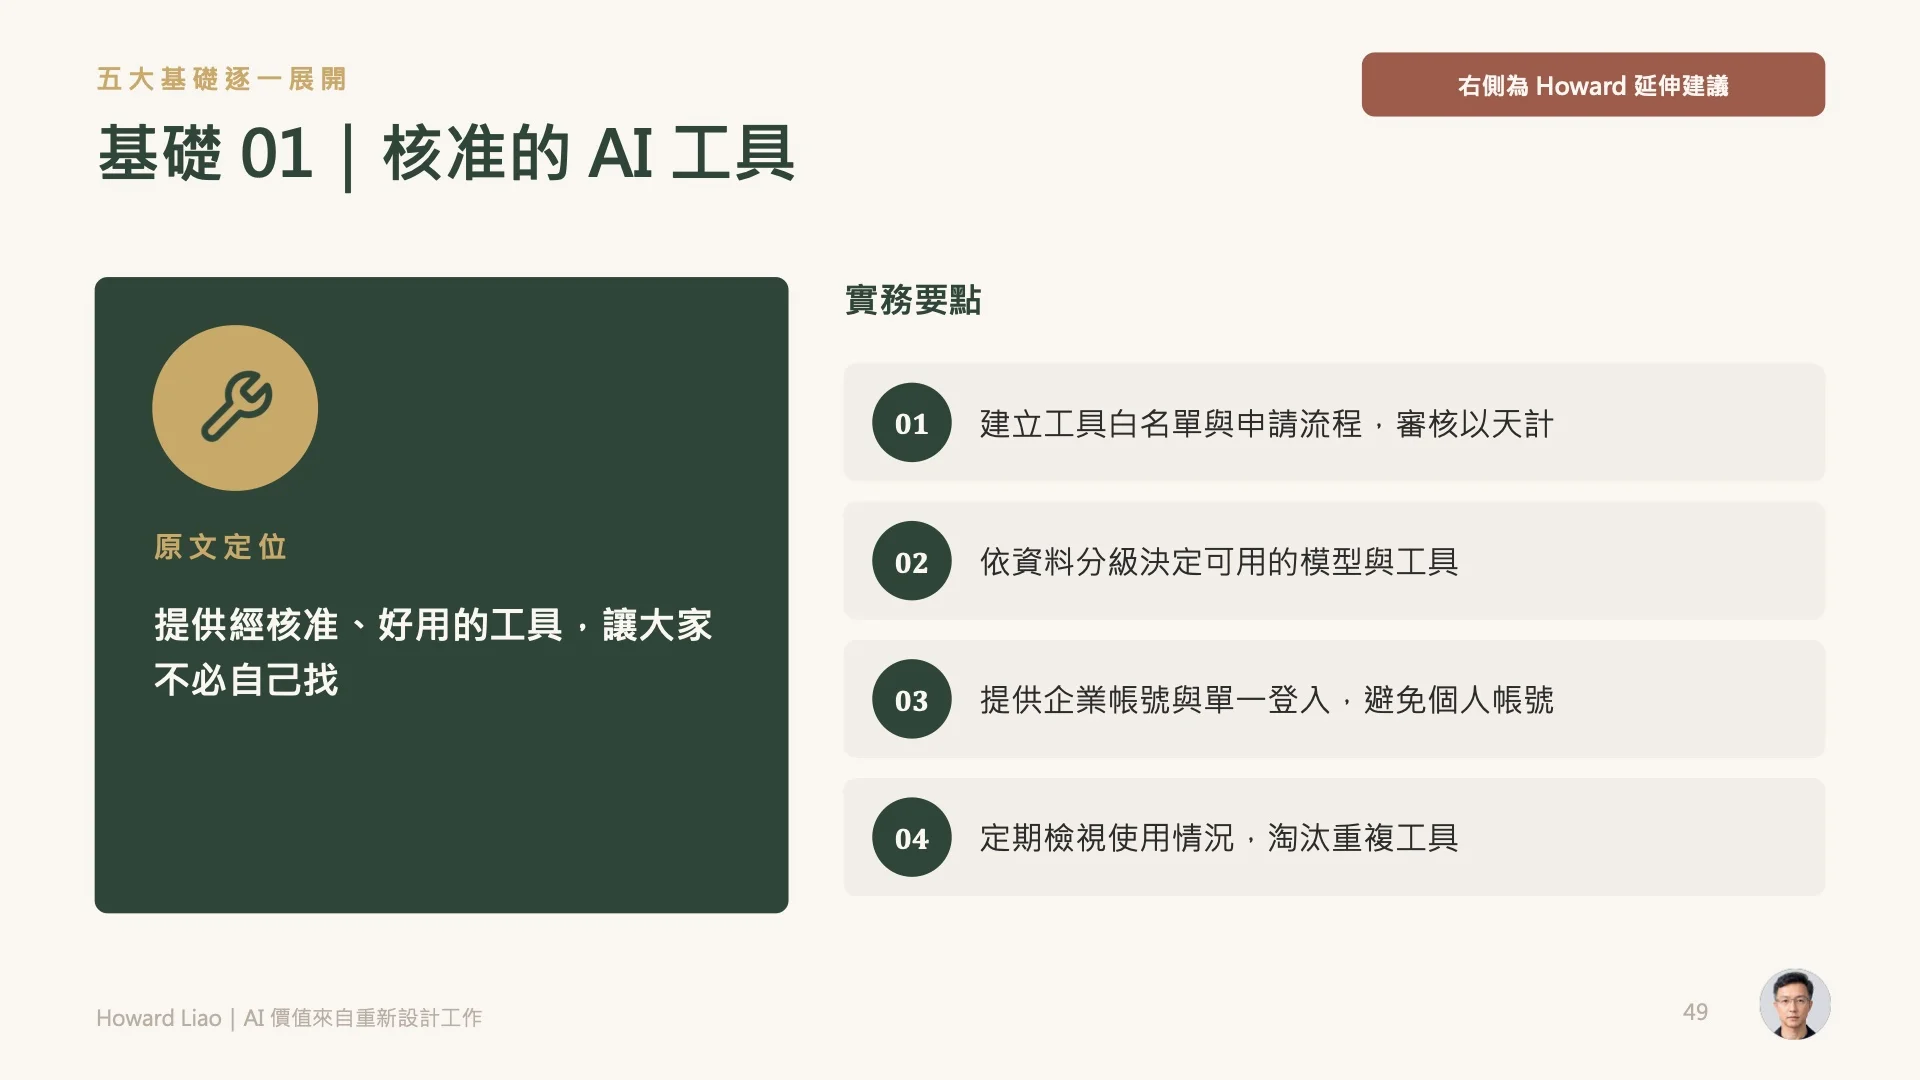 五大基礎逐一展開
右側為 Howard 延伸建議
基礎 01｜核准的 AI 工具
原文定位
提供經核准、好用的工具，讓大家
不必自己找
實務要點
01 建立工具白名單與申請流程，審核以天計
02 依資料分級決定可用的模型與工具
03 提供企業帳號與單一登入，避免個人帳號
04 定期檢視使用情況，淘汰重複工具
Howard Liao｜AI 價值來自重新設計工作
49